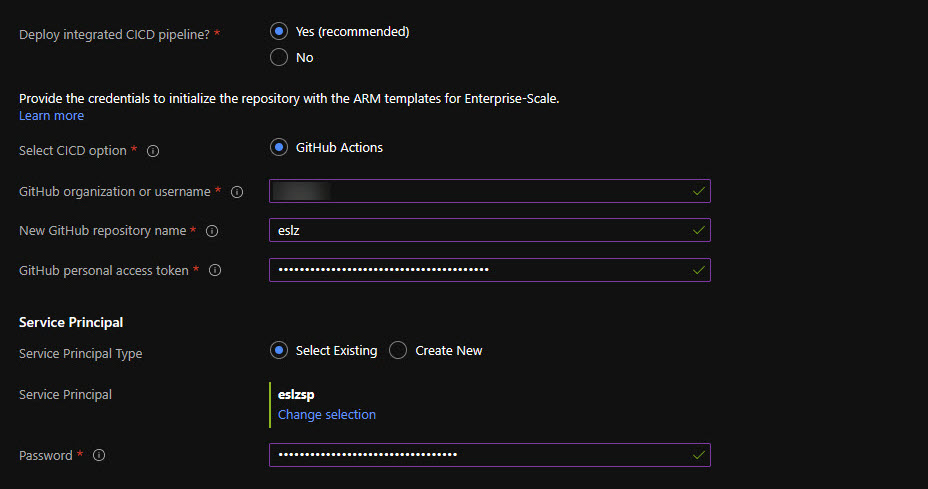 Deploy integrated CICD pipeline? *
Yes (recommended)
No
Provide the credentials to initialize the repository with the ARM templates for Enterprise-Scale.
Learn more
Select CICD option *
GitHub Actions
GitHub organization or username *
New GitHub repository name *
eslz
GitHub personal access token *
••••••••••••••••••••••••••••••••••••••••
Service Principal
Service Principal Type
Select Existing
Create New
Service Principal
eslzsp
Change selection
Password *
••••••••••••••••••••••••••••••••••